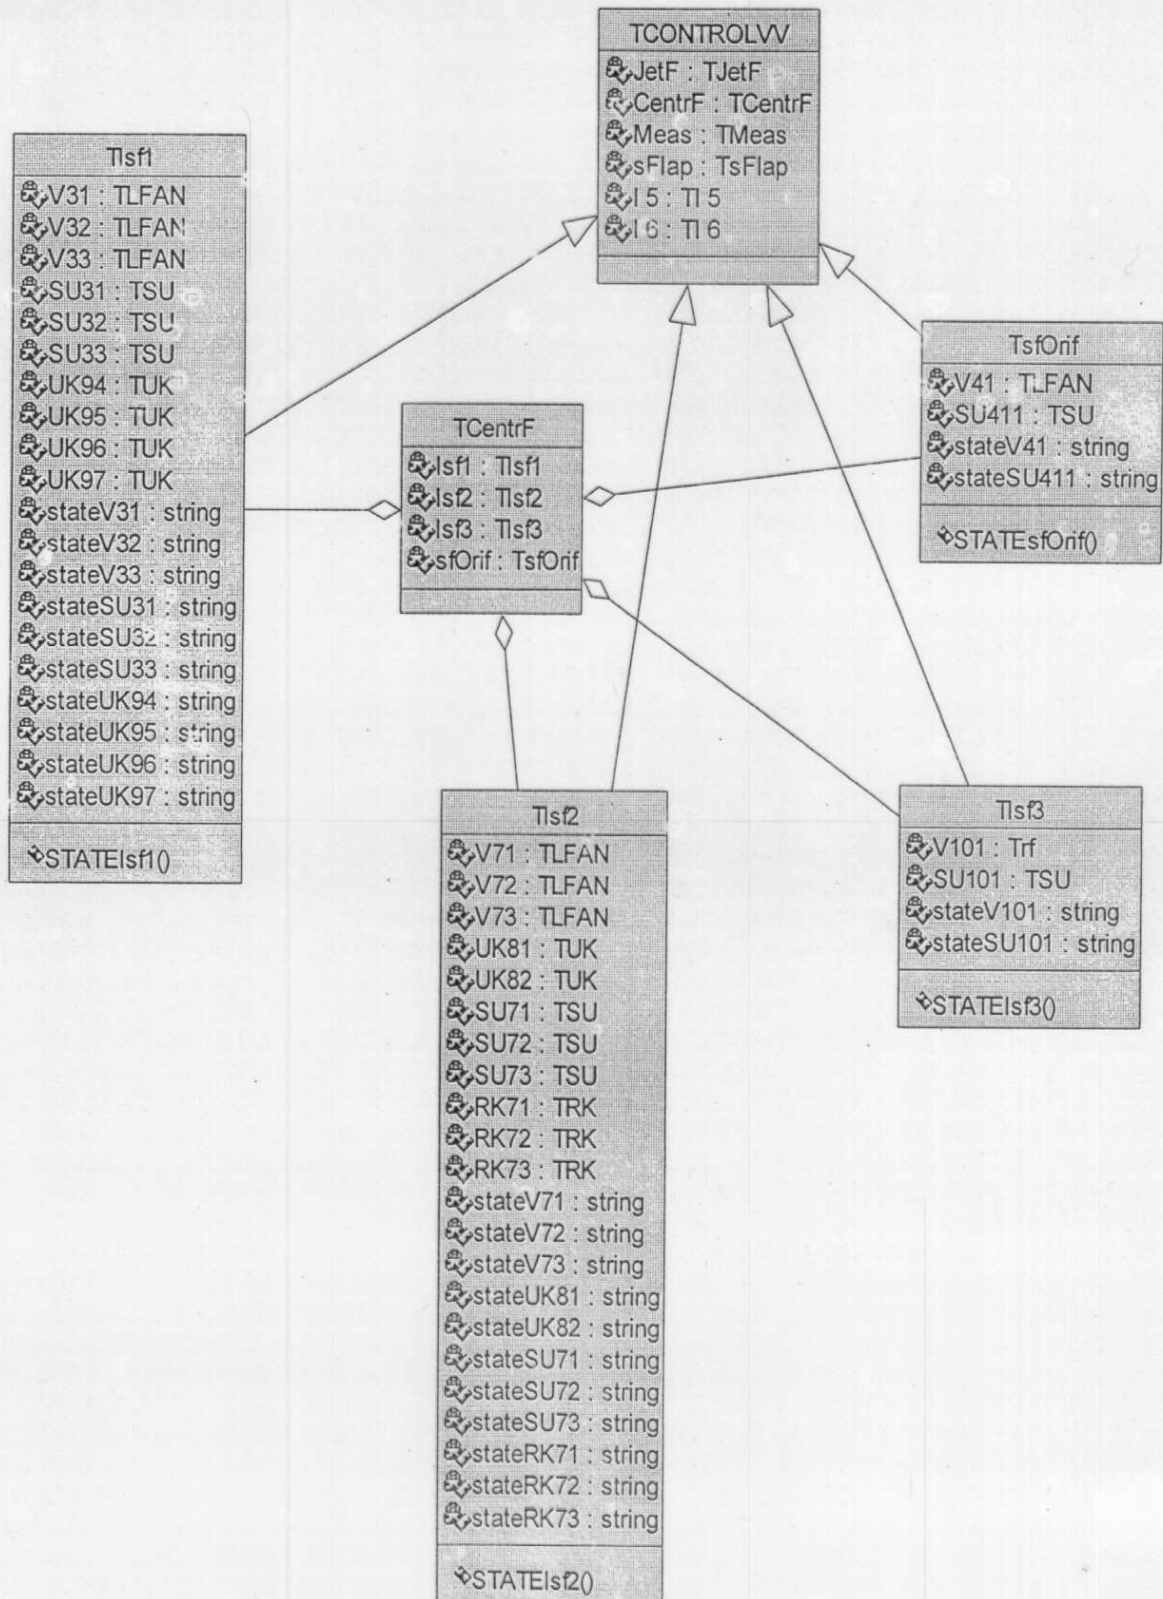 TCONTROLVV
JetF : TJetF
CentrF : TCentrF
Meas : TMeas
sFlap : TsFlap
I 5 : TI 5
I 6 : TI 6
TIsf1
V31 : TLFAN
V32 : TLFAN
V33 : TLFAN
SU31 : TSU
SU32 : TSU
SU33 : TSU
UK94 : TUK
UK95 : TUK
UK96 : TUK
UK97 : TUK
stateV31 : string
stateV32 : string
stateV33 : string
stateSU31 : string
stateSU32 : string
stateSU33 : string
stateUK94 : string
stateUK95 : string
stateUK96 : string
stateUK97 : string
STATEIsf1()
TCentrF
Isf1 : TIsf1
Isf2 : TIsf2
Isf3 : TIsf3
sfOrif : TsfOrif
TsfOrif
V41 : TLFAN
SU411 : TSU
stateV41 : string
stateSU411 : string
STATEsfOrif()
TIsf2
V71 : TLFAN
V72 : TLFAN
V73 : TLFAN
UK81 : TUK
UK82 : TUK
SU71 : TSU
SU72 : TSU
SU73 : TSU
RK71 : TRK
RK72 : TRK
RK73 : TRK
stateV71 : string
stateV72 : string
stateV73 : string
stateUK81 : string
stateUK82 : string
stateSU71 : string
stateSU72 : string
stateSU73 : string
stateRK71 : string
stateRK72 : string
stateRK73 : string
STATEIsf2()
TIsf3
V101 : Trf
SU101 : TSU
stateV101 : string
stateSU101 : string
STATEIsf3()